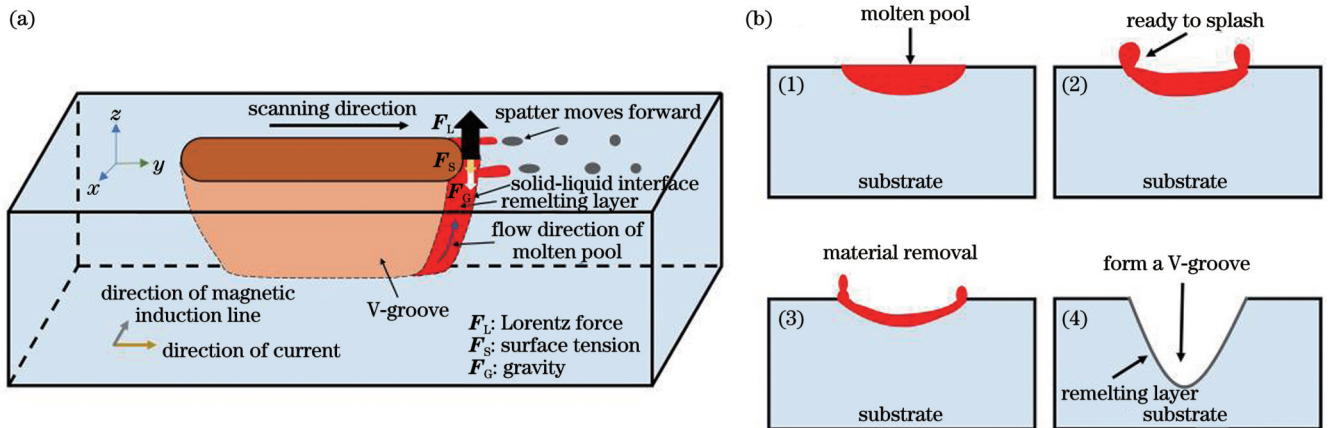 (a)
scanning direction
F_L
spatter moves forward
z
y
x
F_S
F_G
solid-liquid interface
remelting layer
flow direction of
molten pool
V-groove
direction of magnetic
induction line
direction of current
F_L: Lorentz force
F_S: surface tension
F_G: gravity
(b)
molten pool
(1)
substrate
ready to splash
(2)
substrate
material removal
(3)
substrate
form a V-groove
(4)
remelting layer
substrate